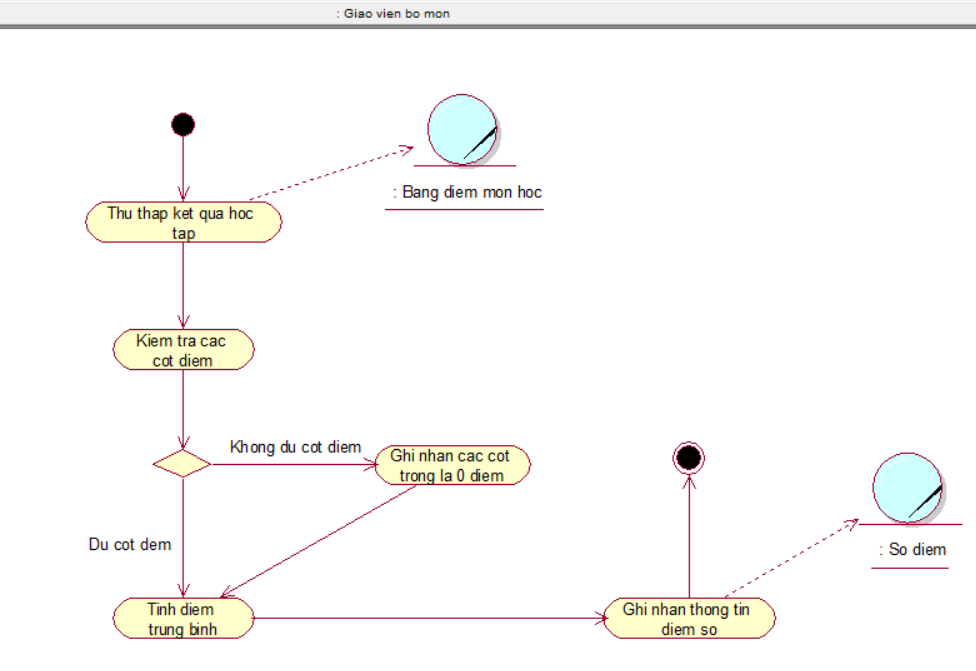 : Giao vien bo mon
: Bang diem mon hoc
Thu thap ket qua hoc
tap
Kiem tra cac
cot diem
Khong du cot diem
Ghi nhan cac cot
trong la 0 diem
Du cot dem
: So diem
Tinh diem
trung binh
Ghi nhan thong tin
diem so